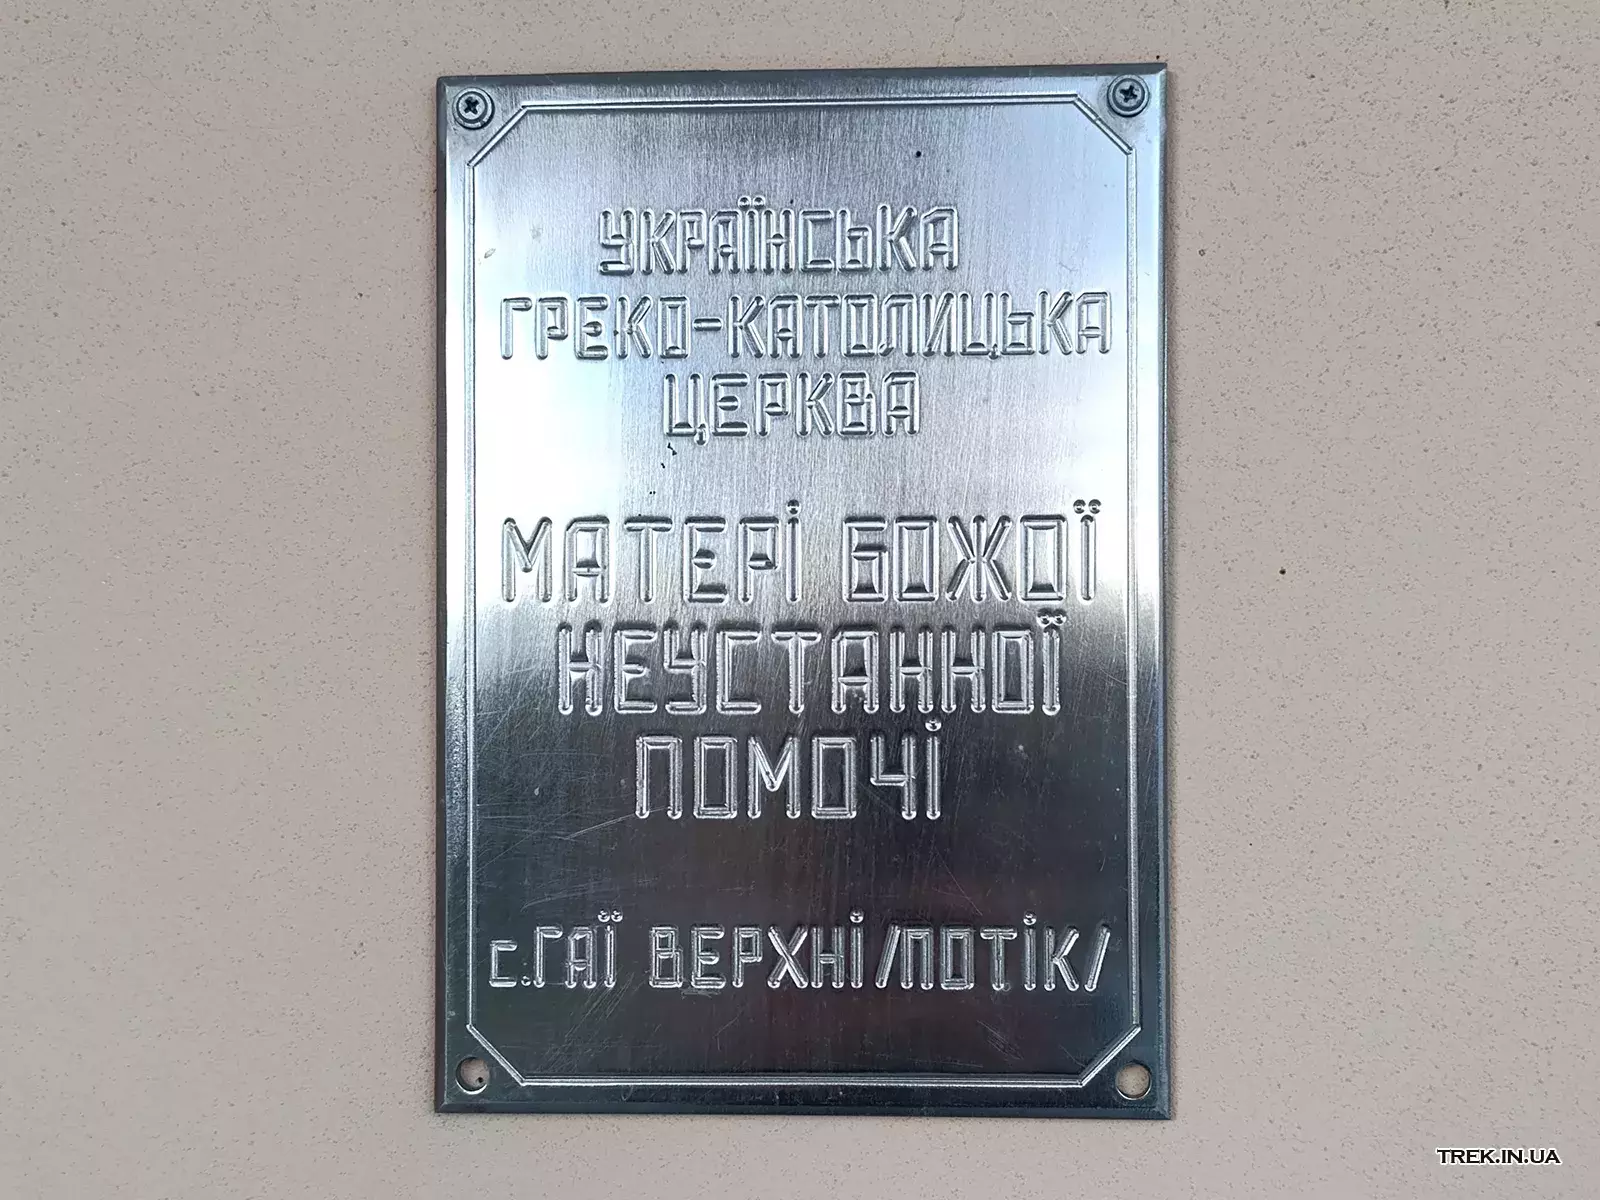 УКРАЇНСЬКА
ГРЕКО-КАТОЛИЦЬКА
ЦЕРКВА
МАТЕРІ БОЖОЇ
НЕУСТАННОЇ
ПОМОЧІ
с.ГАЇ ВЕРХНІ/ПОТІК/
TREK.IN.UA